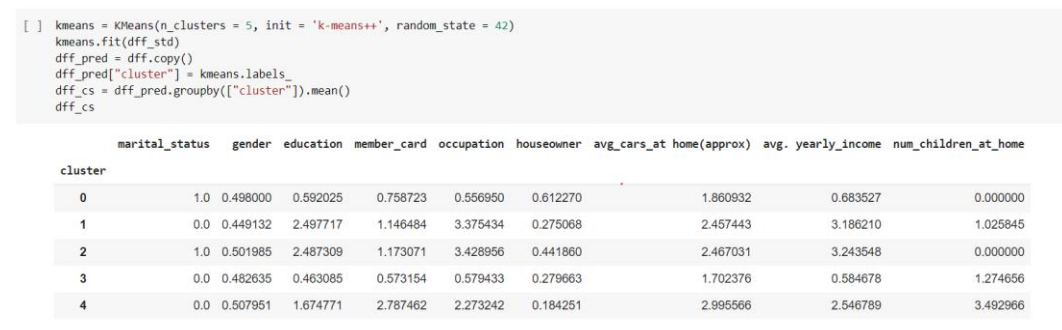 [ ] kmeans = KMeans(n_clusters = 5, init = 'k-means++', random_state = 42)
kmeans.fit(dff_std)
dff_pred = dff.copy()
dff_pred["cluster"] = kmeans.labels_
dff_cs = dff_pred.groupby(["cluster"]).mean()
dff_cs
marital_status gender education member_card occupation houseowner avg_cars_at home(approx) avg. yearly_income num_children_at_home
cluster
0 1.0 0.498000 0.592025 0.758723 0.556950 0.612270 1.860932 0.683527 0.000000
1 0.0 0.449132 2.497717 1.146484 3.375434 0.275068 2.457443 3.186210 1.025845
2 1.0 0.501985 2.487309 1.173071 3.428956 0.441860 2.467031 3.243548 0.000000
3 0.0 0.482635 0.463085 0.573154 0.579433 0.279663 1.702376 0.584678 1.274656
4 0.0 0.507951 1.674771 2.787462 2.273242 0.184251 2.995566 2.546789 3.492966